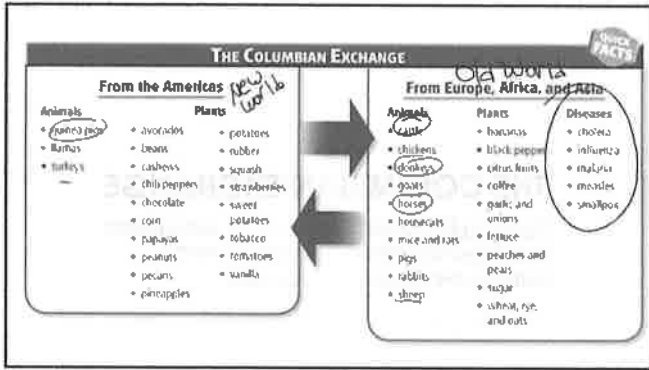 QUICK FACTS
THE COLUMBIAN EXCHANGE
From the Americas
new world
Animals
• guinea pigs
• llamas
• turkeys
Plants
• avocados
• beans
• cashews
• chili peppers
• chocolate
• corn
• papayas
• peanuts
• pecans
• pineapples
• potatoes
• rubber
• squash
• strawberries
• sweet
potatoes
• tobacco
• tomatoes
• vanilla
Old World
From Europe, Africa, and Asia
Animals
• cattle
• chickens
• donkeys
• goats
• horses
• housecats
• mice and rats
• pigs
• rabbits
• sheep
Plants
• bananas
• black pepper
• citrus fruits
• coffee
• garlic and
onions
• lettuce
• peaches and
pears
• sugar
• wheat, rye,
and oats
Diseases
• cholera
• influenza
• malaria
• measles
• smallpox